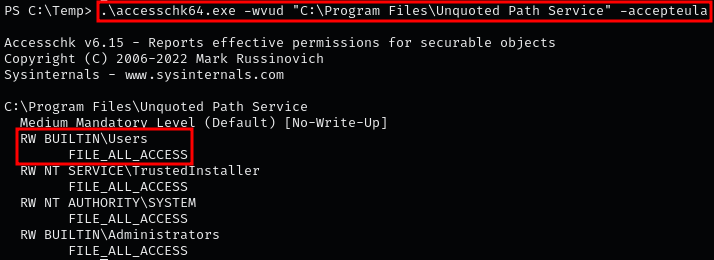 PS C:\Temp> .\accesschk64.exe -wvud "C:\Program Files\Unquoted Path Service" -accepteula
Accesschk v6.15 - Reports effective permissions for securable objects
Copyright (C) 2006-2022 Mark Russinovich
Sysinternals - www.sysinternals.com
C:\Program Files\Unquoted Path Service
Medium Mandatory Level (Default) [No-Write-Up]
RW BUILTIN\Users
FILE_ALL_ACCESS
RW NT SERVICE\TrustedInstaller
FILE_ALL_ACCESS
RW NT AUTHORITY\SYSTEM
FILE_ALL_ACCESS
RW BUILTIN\Administrators
FILE_ALL_ACCESS